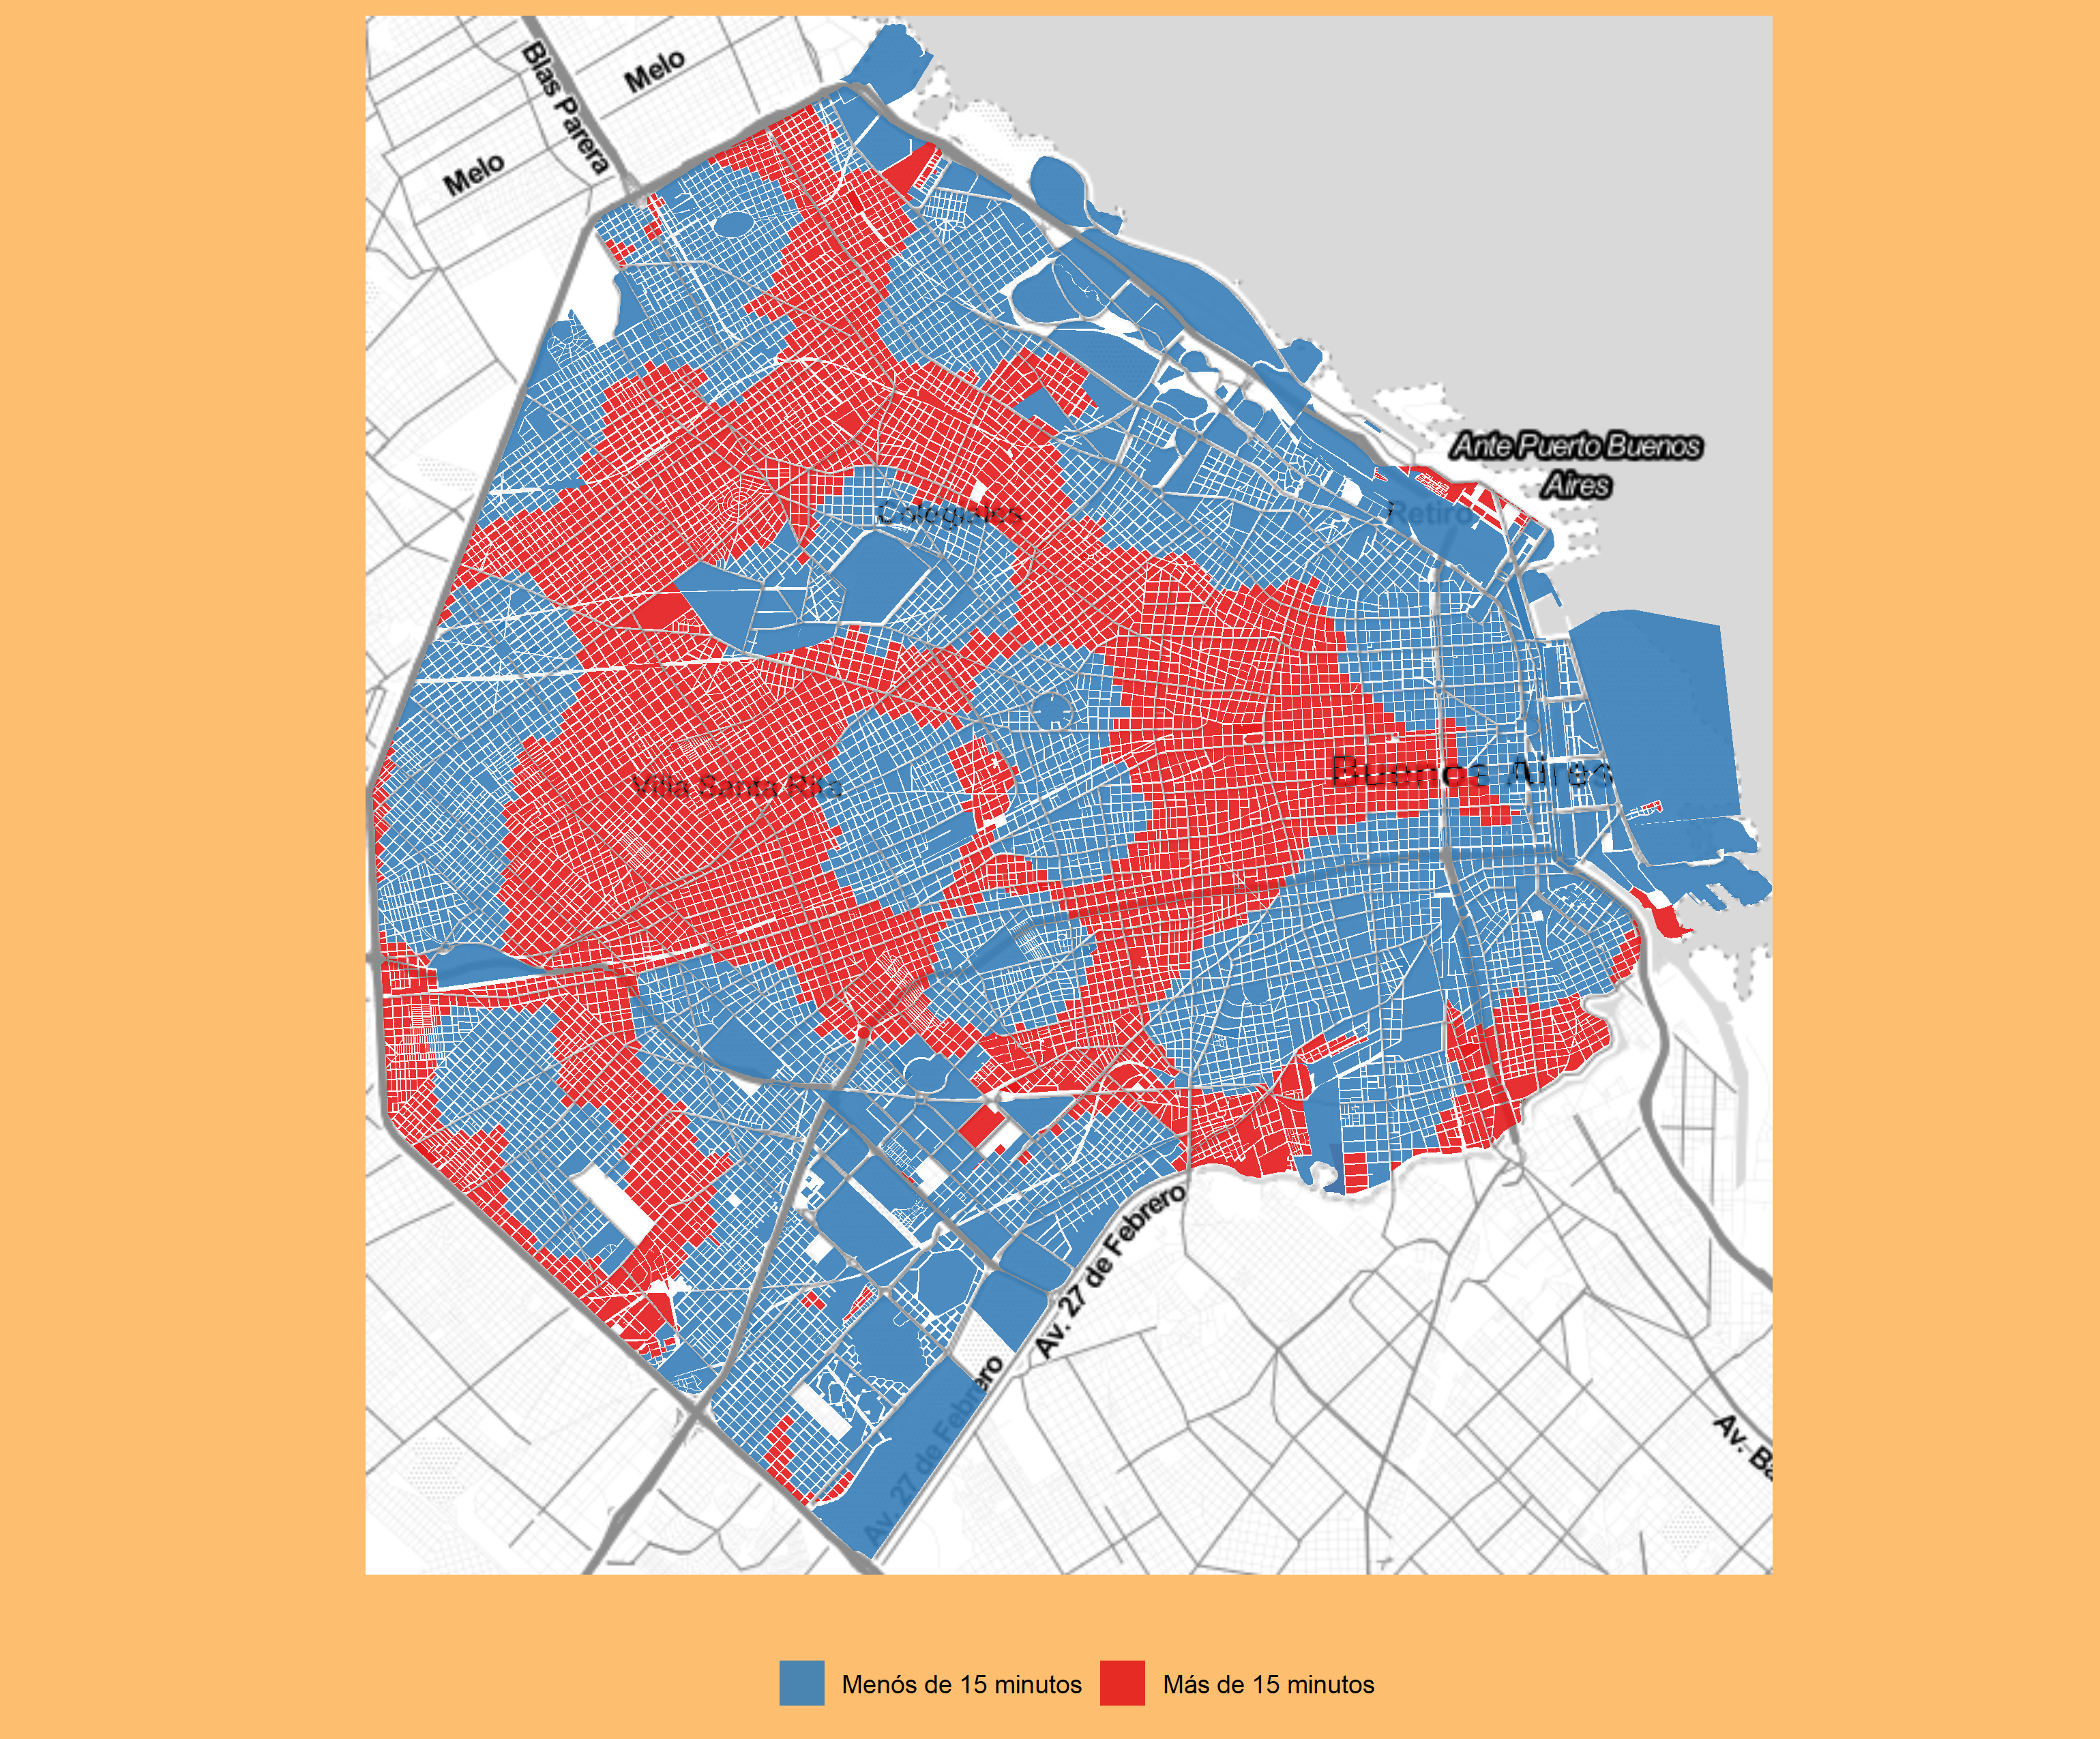 Blas Parera
Melo
Melo
Ante Puerto Buenos
Aires
Colegiales
Retiro
Villa Santa Rita
Buenos Aires
Av. 27 de Febrero
Av. 27 de Febrero
Av. Ba
Menós de 15 minutos
Más de 15 minutos